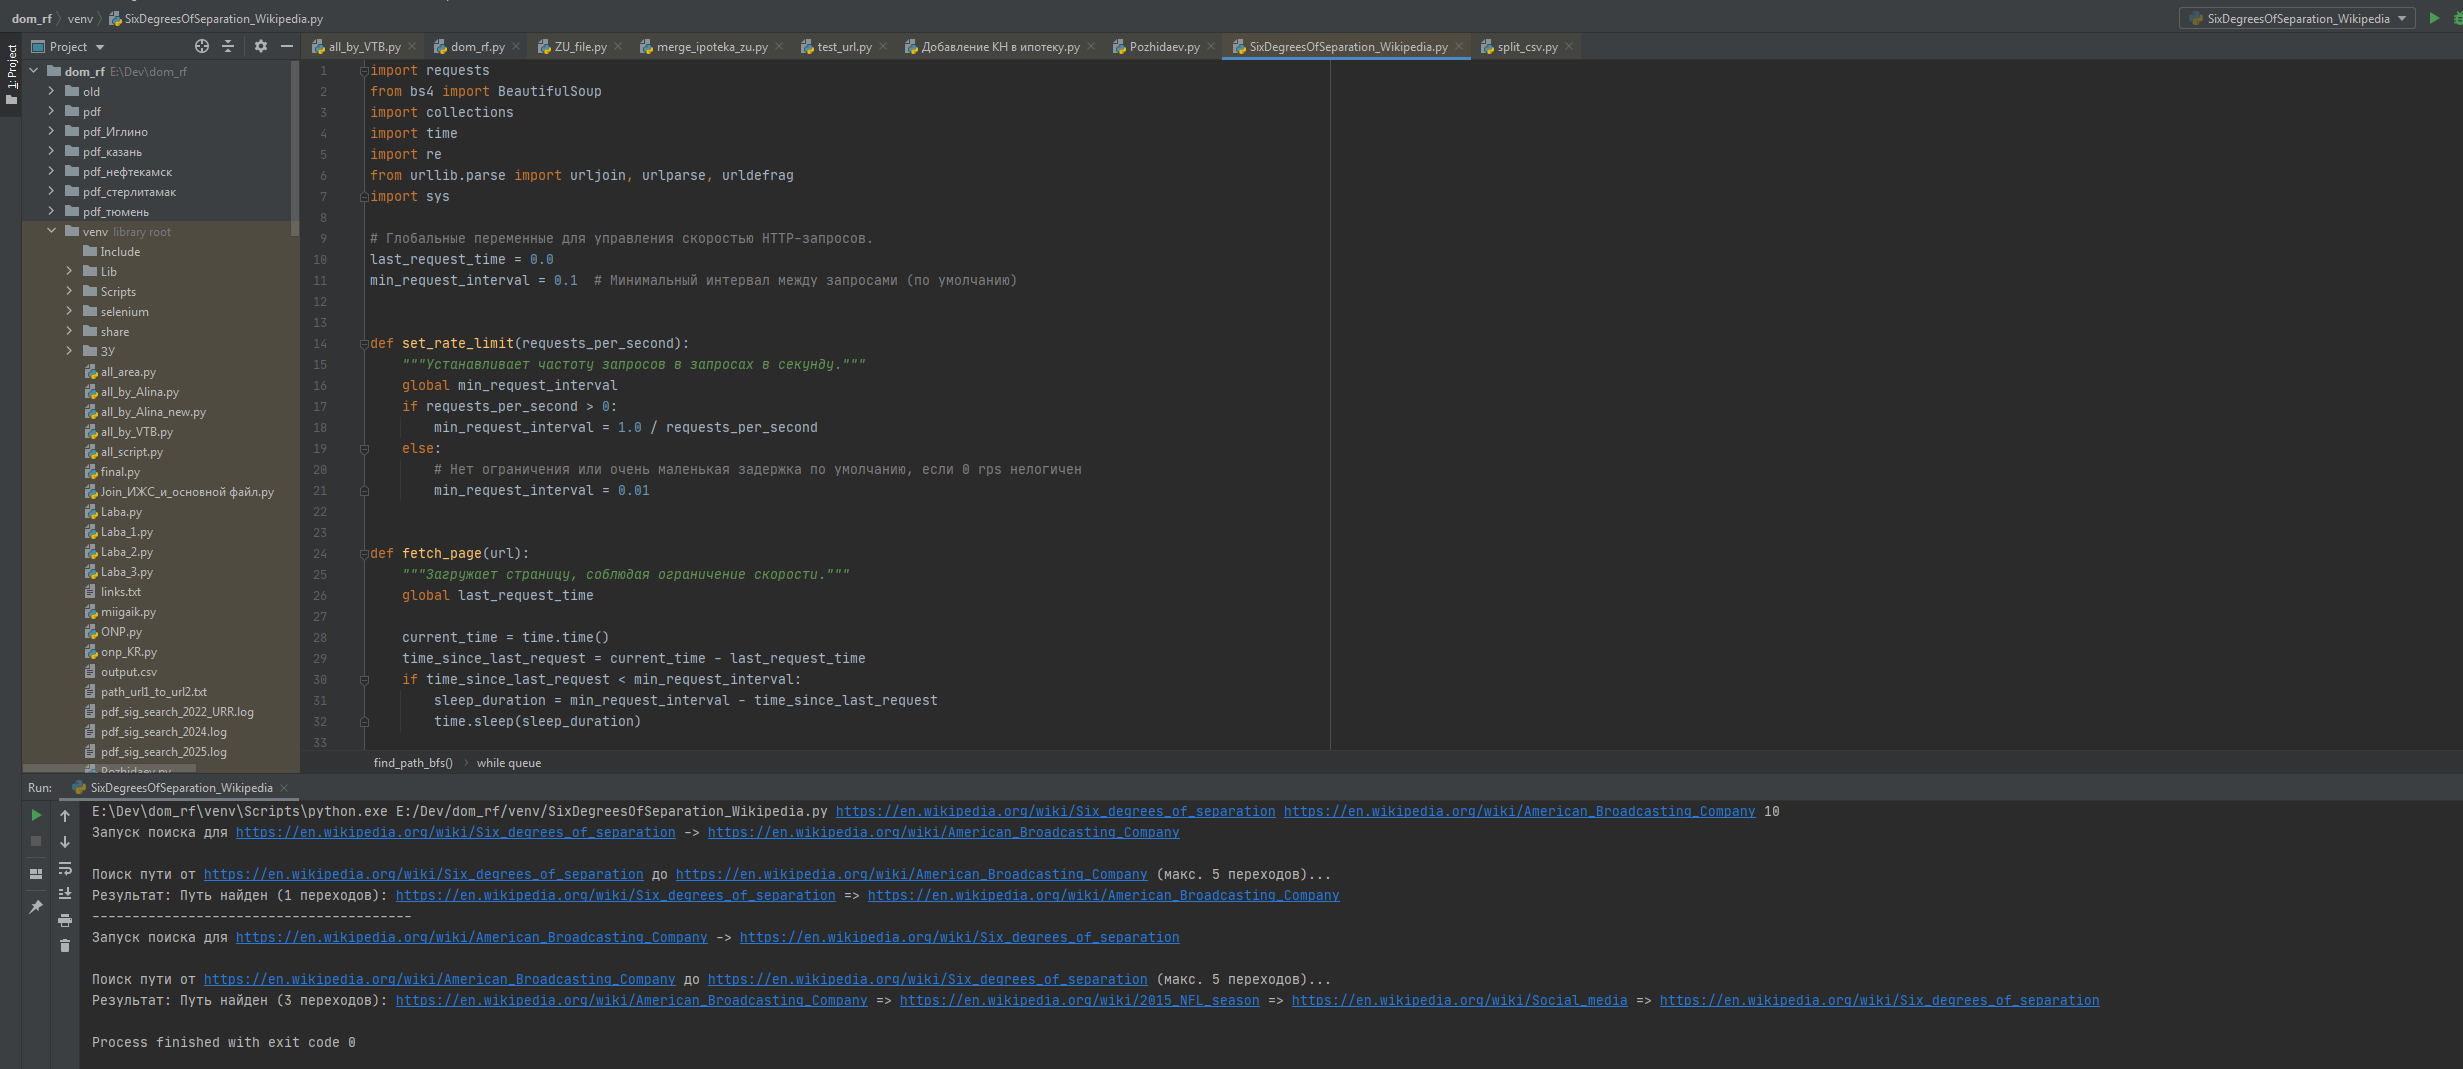 dom_rf venv SixDegreesOfSeparation_Wikipedia.py
SixDegreesOfSeparation_Wikipedia
1: Project
Project
all_by_VTB.py dom_rf.py ZU_file.py merge_ipoteka_zu.py test_url.py Добавление КН в ипотеку.py Pozhidaev.py SixDegreesOfSeparation_Wikipedia.py split_csv.py
dom_rf E:\Dev\dom_rf
old
pdf
pdf_Иглино
pdf_казань
pdf_нефтекамск
pdf_стерлитамак
pdf_тюмень
venv library root
Include
Lib
Scripts
selenium
share
ЗУ
all_area.py
all_by_Alina.py
all_by_Alina_new.py
all_by_VTB.py
all_script.py
final.py
Join_ИЖС_и_основной файл.py
Laba.py
Laba_1.py
Laba_2.py
Laba_3.py
links.txt
miigaik.py
ONP.py
onp_KR.py
output.csv
path_url1_to_url2.txt
pdf_sig_search_2022_URR.log
pdf_sig_search_2024.log
pdf_sig_search_2025.log
Pozhidaev.py
1 import requests
2 from bs4 import BeautifulSoup
3 import collections
4 import time
5 import re
6 from urllib.parse import urljoin, urlparse, urldefrag
7 import sys
8
9 # Глобальные переменные для управления скоростью HTTP-запросов.
10 last_request_time = 0.0
11 min_request_interval = 0.1  # Минимальный интервал между запросами (по умолчанию)
12
13
14 def set_rate_limit(requests_per_second):
15     """Устанавливает частоту запросов в запросах в секунду."""
16     global min_request_interval
17     if requests_per_second > 0:
18         min_request_interval = 1.0 / requests_per_second
19     else:
20         # Нет ограничения или очень маленькая задержка по умолчанию, если 0 rps нелогичен
21         min_request_interval = 0.01
22
23
24 def fetch_page(url):
25     """Загружает страницу, соблюдая ограничение скорости."""
26     global last_request_time
27
28     current_time = time.time()
29     time_since_last_request = current_time - last_request_time
30     if time_since_last_request < min_request_interval:
31         sleep_duration = min_request_interval - time_since_last_request
32         time.sleep(sleep_duration)
33
find_path_bfs() while queue
Run: SixDegreesOfSeparation_Wikipedia
E:\Dev\dom_rf\venv\Scripts\python.exe E:/Dev/dom_rf/venv/SixDegreesOfSeparation_Wikipedia.py https://en.wikipedia.org/wiki/Six_degrees_of_separation https://en.wikipedia.org/wiki/American_Broadcasting_Company 10
Запуск поиска для https://en.wikipedia.org/wiki/Six_degrees_of_separation -> https://en.wikipedia.org/wiki/American_Broadcasting_Company
Поиск пути от https://en.wikipedia.org/wiki/Six_degrees_of_separation до https://en.wikipedia.org/wiki/American_Broadcasting_Company (макс. 5 переходов)...
Результат: Путь найден (1 переходов): https://en.wikipedia.org/wiki/Six_degrees_of_separation => https://en.wikipedia.org/wiki/American_Broadcasting_Company
----------------------------------------
Запуск поиска для https://en.wikipedia.org/wiki/American_Broadcasting_Company -> https://en.wikipedia.org/wiki/Six_degrees_of_separation
Поиск пути от https://en.wikipedia.org/wiki/American_Broadcasting_Company до https://en.wikipedia.org/wiki/Six_degrees_of_separation (макс. 5 переходов)...
Результат: Путь найден (3 переходов): https://en.wikipedia.org/wiki/American_Broadcasting_Company => https://en.wikipedia.org/wiki/2015_NFL_season => https://en.wikipedia.org/wiki/Social_media => https://en.wikipedia.org/wiki/Six_degrees_of_separation
Process finished with exit code 0